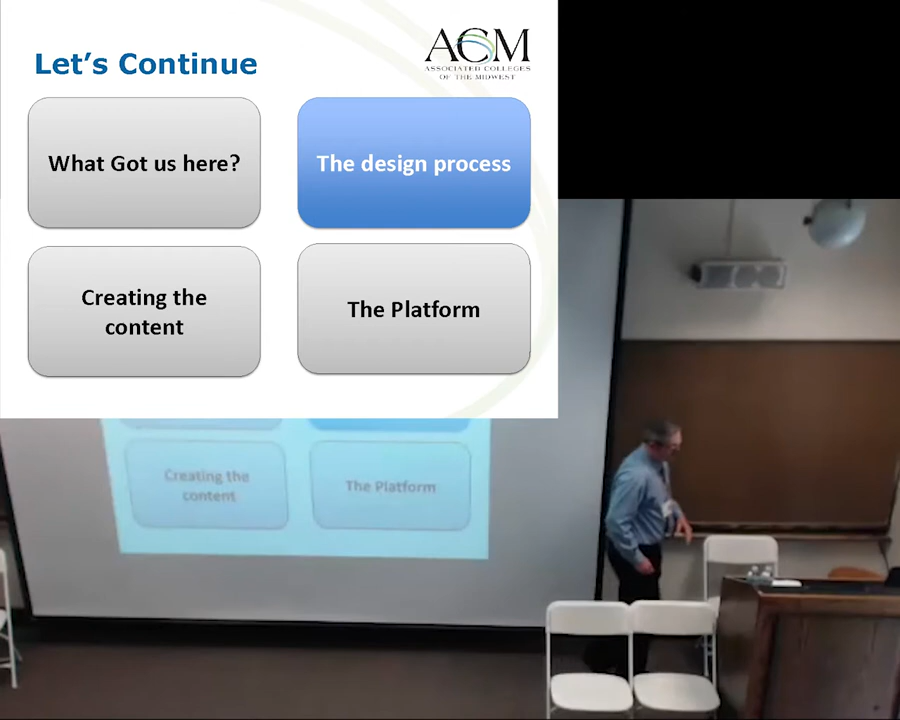 Let's Continue
ACM
ASSOCIATED COLLEGES
OF THE MIDWEST
What Got us here?
The design process
Creating the
content
The Platform
Creating the
content
The Platform